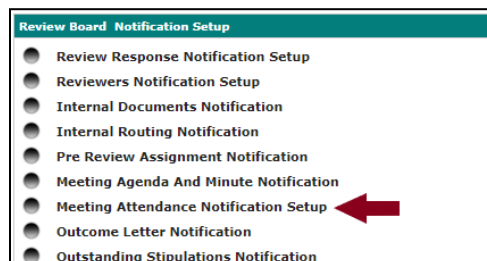 Review Board  Notification Setup
Review Response Notification Setup
Reviewers Notification Setup
Internal Documents Notification
Internal Routing Notification
Pre Review Assignment Notification
Meeting Agenda And Minute Notification
Meeting Attendance Notification Setup
Outcome Letter Notification
Outstanding Stipulations Notification